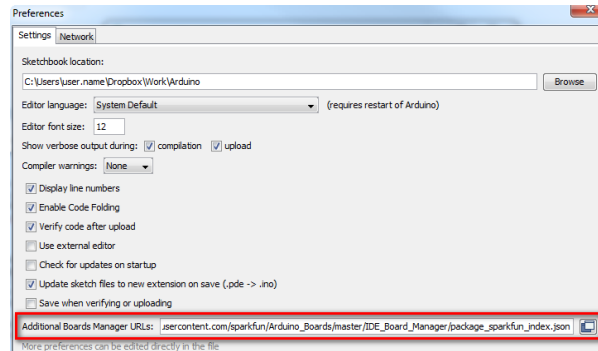 Preferences
Settings Network
Sketchbook location:
C:\Users\user.name\Dropbox\Work\Arduino Browse
Editor language: System Default (requires restart of Arduino)
Editor font size: 12
Show verbose output during: compilation upload
Compiler warnings: None
Display line numbers
Enable Code Folding
Verify code after upload
Use external editor
Check for updates on startup
Update sketch files to new extension on save (.pde -> .ino)
Save when verifying or uploading
Additional Boards Manager URLs: usercontent.com/sparkfun/Arduino_Boards/master/IDE_Board_Manager/package_sparkfun_index.json
More preferences can be edited directly in the file